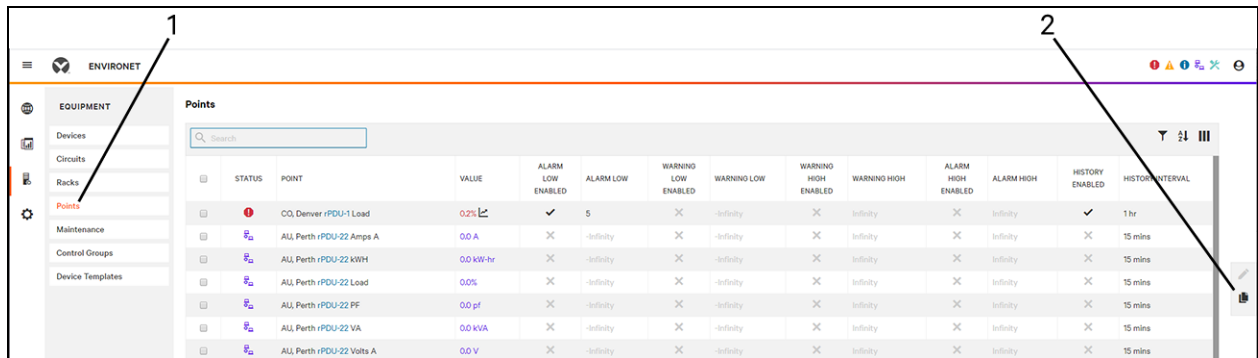 1
2
ENVIRONET
EQUIPMENT
Devices
Circuits
Racks
Points
Maintenance
Control Groups
Device Templates
Points
Search
STATUS POINT VALUE ALARM LOW ENABLED ALARM LOW WARNING LOW ENABLED WARNING LOW WARNING HIGH ENABLED WARNING HIGH ALARM HIGH ENABLED ALARM HIGH HISTORY ENABLED HISTORY INTERVAL
CO, Denver rPDU-1 Load 0.2% 5 -Infinity Infinity Infinity 1 hr
AU, Perth rPDU-22 Amps A 0.0 A -Infinity -Infinity Infinity Infinity 15 mins
AU, Perth rPDU-22 kWH 0.0 kW-hr -Infinity -Infinity Infinity Infinity 15 mins
AU, Perth rPDU-22 Load 0.0% -Infinity -Infinity Infinity Infinity 15 mins
AU, Perth rPDU-22 PF 0.0 pf -Infinity -Infinity Infinity Infinity 15 mins
AU, Perth rPDU-22 VA 0.0 kVA -Infinity -Infinity Infinity Infinity 15 mins
AU, Perth rPDU-22 Volts A 0.0 V -Infinity -Infinity Infinity Infinity 15 mins